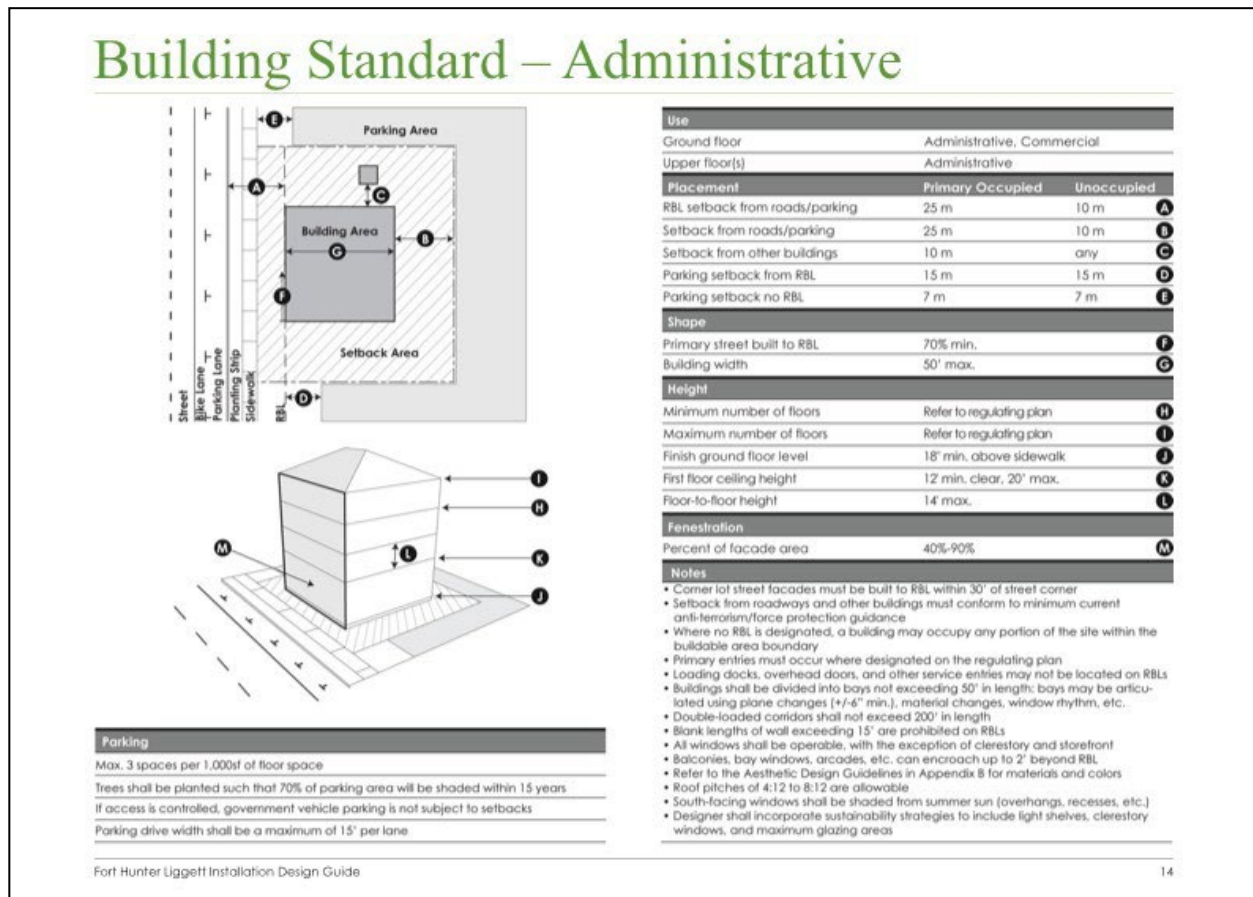 Building Standard – Administrative
E
Parking Area
A
C
Building Area
B
G
F
Setback Area
Street
Bike Lane
Parking Lane
Planting Strip
Sidewalk
RBL
D
I
H
M
L
K
J
Parking
Max. 3 spaces per 1,000sf of floor space
Trees shall be planted such that 70% of parking area will be shaded within 15 years
If access is controlled, government vehicle parking is not subject to setbacks
Parking drive width shall be a maximum of 15' per lane
Use
Ground floor Administrative, Commercial
Upper floor(s) Administrative
Placement Primary Occupied Unoccupied
RBL setback from roads/parking 25 m 10 m A
Setback from roads/parking 25 m 10 m B
Setback from other buildings 10 m any C
Parking setback from RBL 15 m 15 m D
Parking setback no RBL 7 m 7 m E
Shape
Primary street built to RBL 70% min. F
Building width 50' max. G
Height
Minimum number of floors Refer to regulating plan H
Maximum number of floors Refer to regulating plan I
Finish ground floor level 18" min. above sidewalk J
First floor ceiling height 12' min. clear, 20' max. K
Floor-to-floor height 14' max. L
Fenestration
Percent of facade area 40%-90% M
Notes
• Corner lot street facades must be built to RBL within 30' of street corner
• Setback from roadways and other buildings must conform to minimum current
anti-terrorism/force protection guidance
• Where no RBL is designated, a building may occupy any portion of the site within the
buildable area boundary
• Primary entries must occur where designated on the regulating plan
• Loading docks, overhead doors, and other service entries may not be located on RBLs
• Buildings shall be divided into bays not exceeding 50' in length: bays may be articu-
lated using plane changes (+/-6" min.), material changes, window rhythm, etc.
• Double-loaded corridors shall not exceed 200' in length
• Blank lengths of wall exceeding 15' are prohibited on RBLs
• All windows shall be operable, with the exception of clerestory and storefront
• Balconies, bay windows, arcades, etc. can encroach up to 2' beyond RBL
• Refer to the Aesthetic Design Guidelines in Appendix B for materials and colors
• Roof pitches of 4:12 to 8:12 are allowable
• South-facing windows shall be shaded from summer sun (overhangs, recesses, etc.)
• Designer shall incorporate sustainability strategies to include light shelves, clerestory
windows, and maximum glazing areas
Fort Hunter Liggett Installation Design Guide 14